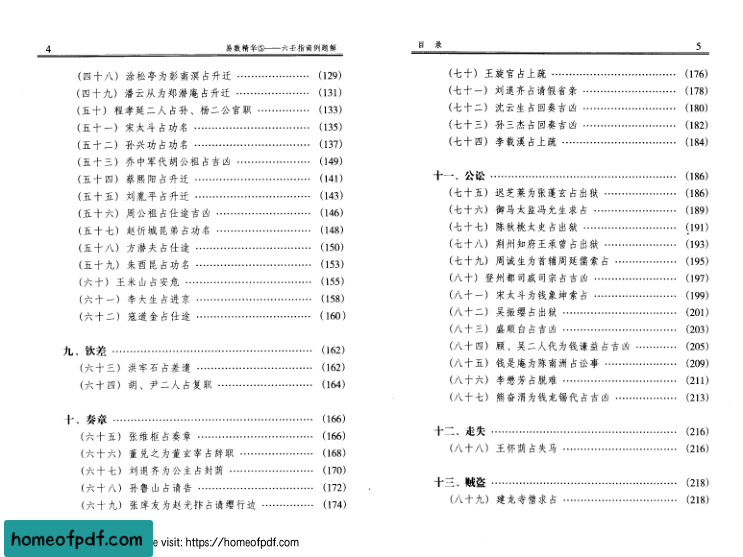 4 易数精华⑤——六壬指南例题解
(四十八) 涂松亭为彭南溟占升迁 ………………… (129)
(四十九) 潘云从为郑潜庵占升迁 ………………… (131)
(五十) 程孝延二人占孙、杨二公官职 ………………… (133)
(五十一) 宋太斗占功名 ………………… (135)
(五十二) 孙兴功占功名 ………………… (137)
(五十三) 乔中军代胡公祖占吉凶 ………………… (149)
(五十四) 蔡熙阳占升迁 ………………… (141)
(五十五) 刘胤平占升迁 ………………… (143)
(五十六) 周公祖占仕途吉凶 ………………… (146)
(五十七) 赵忻城昆弟占功名 ………………… (148)
(五十八) 方潜夫占仕途 ………………… (150)
(五十九) 朱西昆占功名 ………………… (153)
(六十) 王米山占安危 ………………… (155)
(六十一) 李大生占进京 ………………… (158)
(六十二) 寇道金占仕途 ………………… (160)
九、钦差 ………………… (162)
(六十三) 洪半石占差遣 ………………… (162)
(六十四) 胡、尹二人占复职 ………………… (164)
十、奏章 ………………… (166)
(六十五) 张维枢占奏章 ………………… (166)
(六十六) 董见之为董玄宰占辞职 ………………… (168)
(六十七) 刘退齐为公主占封荫 ………………… (170)
(六十八) 孙鲁山占请告 ………………… (172)
(六十九) 张庠友为赵光抃占请缨行边 ………………… (174)
目 录 5
(七十) 王旋官占上疏 ………………… (176)
(七十一) 刘退齐占请假省亲 ………………… (178)
(七十二) 沈云生占回奏吉凶 ………………… (180)
(七十三) 孙三杰占回奏吉凶 ………………… (182)
(七十四) 李载溪占上疏 ………………… (184)
十一、公讼 ………………… (186)
(七十五) 迟芝莱为张蓬玄占出狱 ………………… (186)
(七十六) 御马太监冯允生求占 ………………… (189)
(七十七) 陈秋桃太史占出狱 ………………… (191)
(七十八) 荆州知府王承曾占出狱 ………………… (193)
(七十九) 周诚生为首辅周延儒索占 ………………… (195)
(八十) 登州都司戚司宗占吉凶 ………………… (197)
(八十一) 宋太斗为钱象坤索占 ………………… (199)
(八十二) 吴振缨占出狱 ………………… (201)
(八十三) 盛顺白占吉凶 ………………… (203)
(八十四) 顾、吴二人代为钱谦益占吉凶 ………………… (205)
(八十五) 钱是庵为陈南洲占讼事 ………………… (209)
(八十六) 李懋芳占脱难 ………………… (211)
(八十七) 熊奋渭为钱龙锡代占吉凶 ………………… (213)
十二、走失 ………………… (216)
(八十八) 王怀荫占失马 ………………… (216)
十三、贼盗 ………………… (218)
(八十九) 建龙寺僧求占 ………………… (218)
homeofpdf.com e visit: https://homeofpdf.com